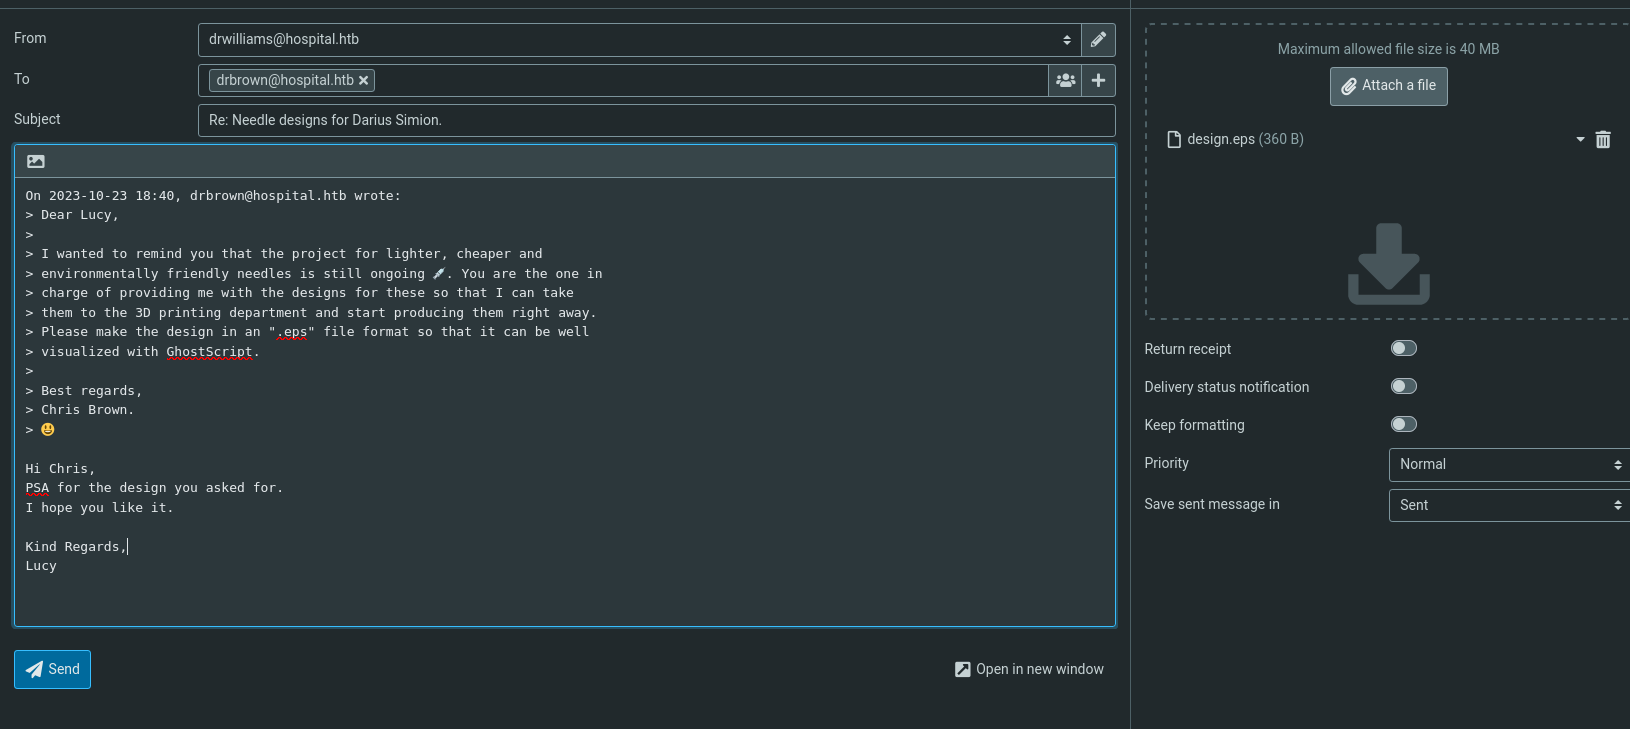 From
drwilliams@hospital.htb
To
drbrown@hospital.htb
Subject
Re: Needle designs for Darius Simion.
On 2023-10-23 18:40, drbrown@hospital.htb wrote:
> Dear Lucy,
>
> I wanted to remind you that the project for lighter, cheaper and
> environmentally friendly needles is still ongoing 💉. You are the one in
> charge of providing me with the designs for these so that I can take
> them to the 3D printing department and start producing them right away.
> Please make the design in an ".eps" file format so that it can be well
> visualized with GhostScript.
>
> Best regards,
> Chris Brown.
> 😃
Hi Chris,
PSA for the design you asked for.
I hope you like it.
Kind Regards,
Lucy
Send
Open in new window
Maximum allowed file size is 40 MB
Attach a file
design.eps (360 B)
Return receipt
Delivery status notification
Keep formatting
Priority
Normal
Save sent message in
Sent